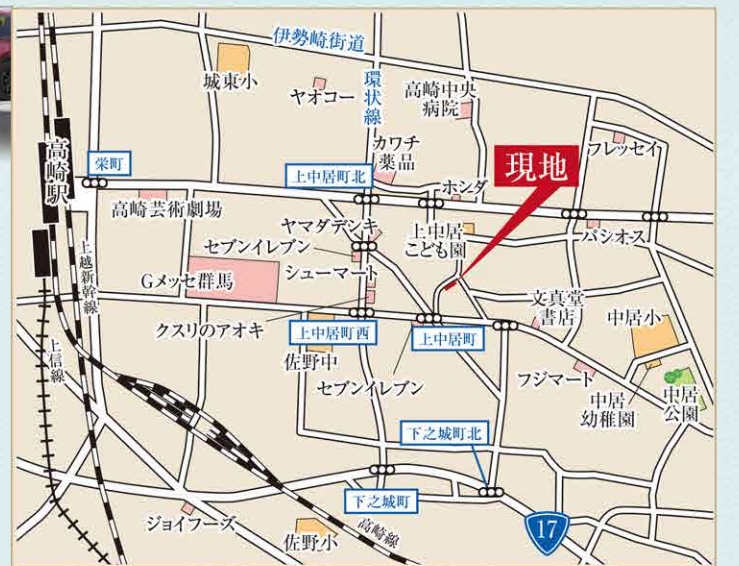 伊勢崎街道
城東小
ヤオコー
環状線
高崎中央
病院
カワチ
薬品
フレッセイ
高崎駅
栄町
上中居町北
ホンダ
現地
高崎芸術劇場
ヤマダデンキ
上中居
こども園
パシオス
セブンイレブン
シューマート
上越新幹線
Gメッセ群馬
文真堂
書店
中居小
クスリのアオキ
上中居町西
上中居町
上信線
佐野中
セブンイレブン
フジマート
中居
幼稚園
中居
公園
下之城町北
下之城町
ジョイフーズ
佐野小
高崎線
17